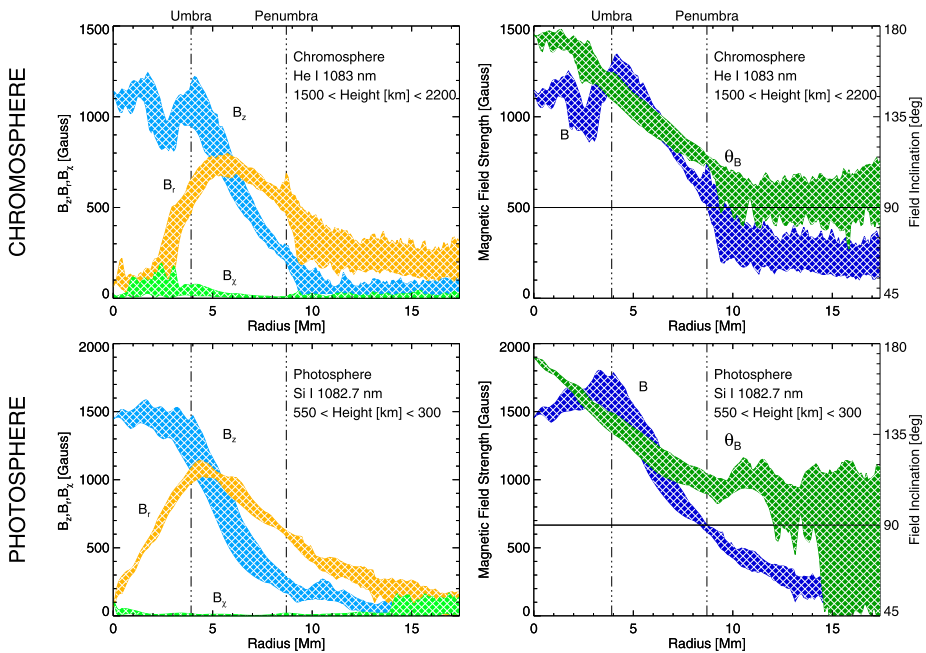 Umbra Penumbra
1500
1000
500
0
B_z, B_r, B_χ [Gauss]
CHROMOSPHERE
Chromosphere
He I 1083 nm
1500 < Height [km] < 2200
B_z
B_r
B_χ
0 5 10 15
Radius [Mm]
Umbra Penumbra
1500
1000
500
0
Magnetic Field Strength [Gauss]
Chromosphere
He I 1083 nm
1500 < Height [km] < 2200
B
θ_B
180
135
90
45
Field Inclination [deg]
0 5 10 15
Radius [Mm]
2000
1500
1000
500
0
B_z, B_r, B_χ [Gauss]
PHOTOSPHERE
Photosphere
Si I 1082.7 nm
550 < Height [km] < 300
B_z
B_r
B_χ
0 5 10 15
Radius [Mm]
2000
1500
1000
500
0
Magnetic Field Strength [Gauss]
Photosphere
Si I 1082.7 nm
550 < Height [km] < 300
B
θ_B
180
135
90
45
Field Inclination [deg]
0 5 10 15
Radius [Mm]